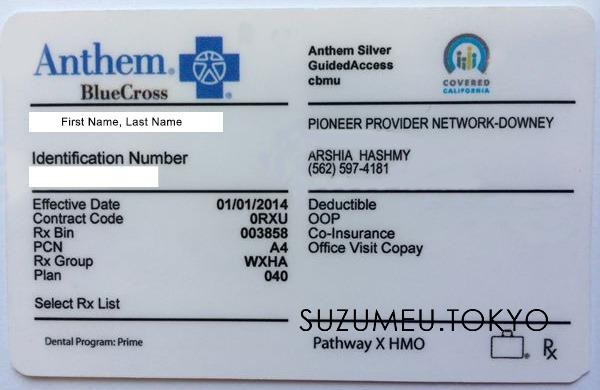 Anthem.
BlueCross
First Name, Last Name
Identification Number
Effective Date 01/01/2014
Contract Code 0RXU
Rx Bin 003858
PCN A4
Rx Group WXHA
Plan 040
Select Rx List
Dental Program: Prime
Anthem Silver
GuidedAccess
cbmu
COVERED
CALIFORNIA
PIONEER PROVIDER NETWORK-DOWNEY
ARSHIA HASHMY
(562) 597-4181
Deductible
OOP
Co-Insurance
Office Visit Copay
SUZUMEU.TOKYO
Pathway X HMO
Rx